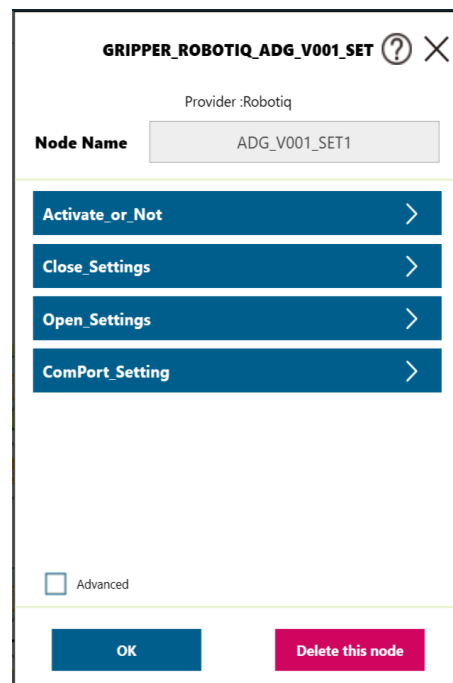 GRIPPER_ROBOTIQ_ADG_V001_SET ?
Provider :Robotiq
Node Name ADG_V001_SET1
Activate_or_Not
Close_Settings
Open_Settings
ComPort_Setting
Advanced
OK Delete this node